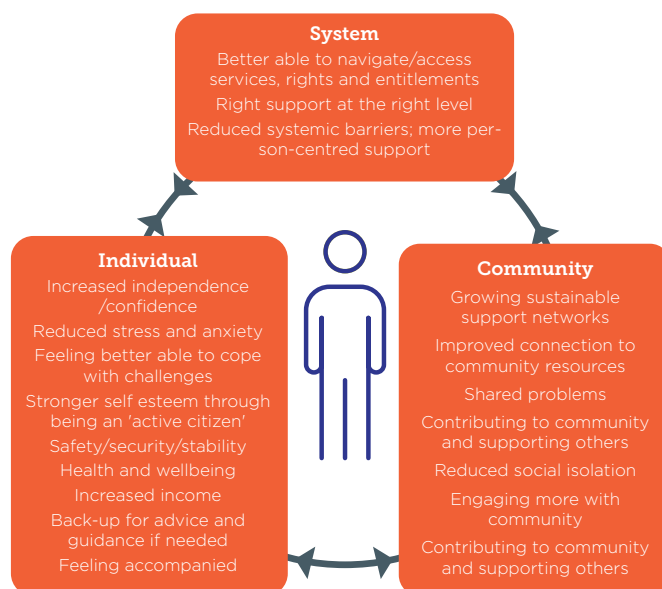 System
Better able to navigate/access
services, rights and entitlements
Right support at the right level
Reduced systemic barriers; more per-
son-centred support
Individual
Increased independence
/confidence
Reduced stress and anxiety
Feeling better able to cope
with challenges
Stronger self esteem through
being an 'active citizen'
Safety/security/stability
Health and wellbeing
Increased income
Back-up for advice and
guidance if needed
Feeling accompanied
Community
Growing sustainable
support networks
Improved connection to
community resources
Shared problems
Contributing to community
and supporting others
Reduced social isolation
Engaging more with
community
Contributing to community
and supporting others